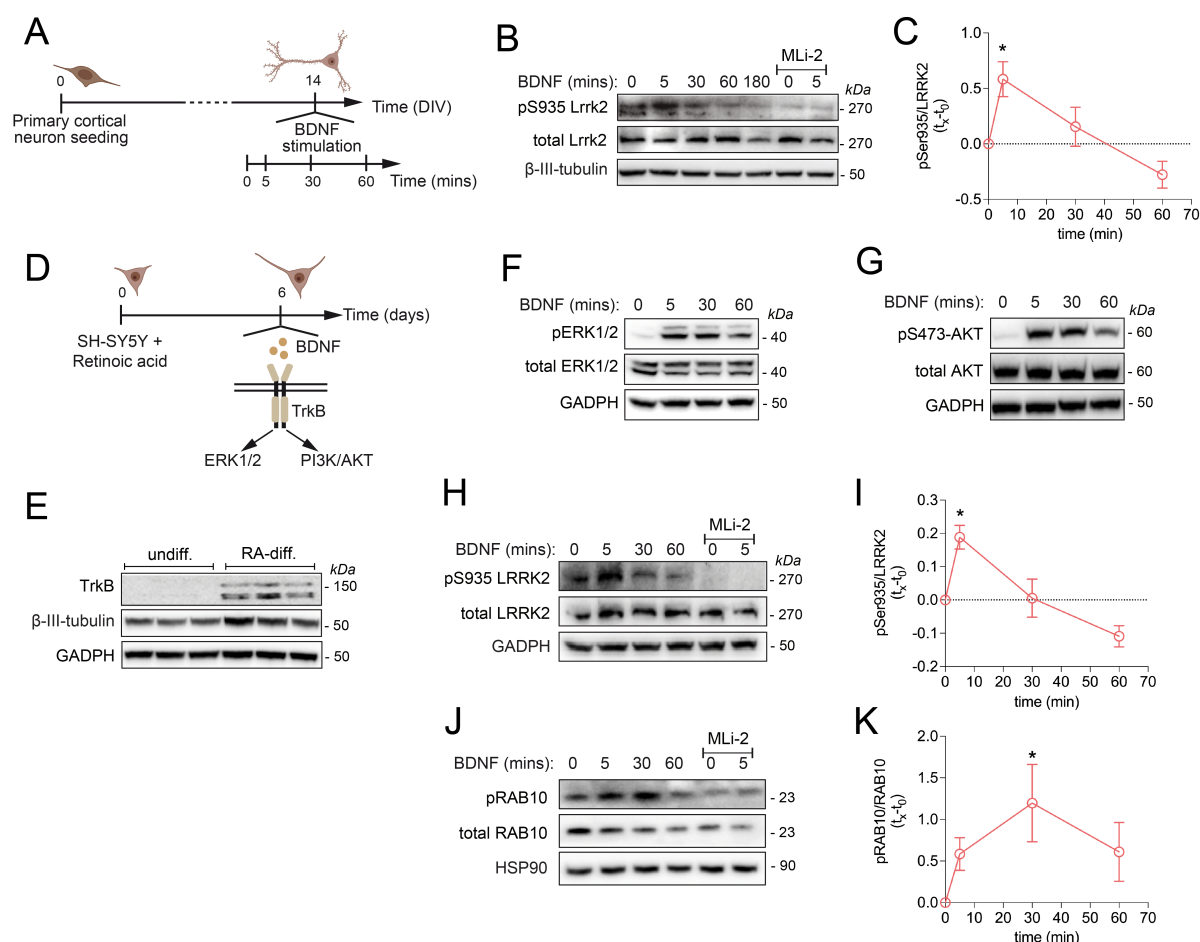 A
0
14
Time (DIV)
Primary cortical
neuron seeding
BDNF
stimulation
0 5 30 60
Time (mins)
B
MLi-2
BDNF (mins): 0 5 30 60 180 0 5
kDa
pS935 Lrrk2 - 270
total Lrrk2 - 270
β-III-tubulin - 50
C
1.0
*
0.5
0.0
-0.5
pSer935/LRRK2
(tx-t0)
0 10 20 30 40 50 60 70
time (min)
D
0
6
Time (days)
SH-SY5Y +
Retinoic acid
BDNF
TrkB
ERK1/2 PI3K/AKT
E
undiff. RA-diff.
kDa
TrkB - 150
β-III-tubulin - 50
GADPH - 50
F
BDNF (mins): 0 5 30 60
kDa
pERK1/2 - 40
total ERK1/2 - 40
GADPH - 50
G
BDNF (mins): 0 5 30 60
kDa
pS473-AKT - 60
total AKT - 60
GADPH - 50
H
MLi-2
BDNF (mins): 0 5 30 60 0 5
kDa
pS935 LRRK2 - 270
total LRRK2 - 270
GADPH - 50
I
0.3
*
0.2
0.1
0.0
-0.1
-0.2
pSer935/LRRK2
(tx-t0)
0 10 20 30 40 50 60 70
time (min)
J
MLi-2
BDNF (mins): 0 5 30 60 0 5
pRAB10 - 23
total RAB10 - 23
HSP90 - 90
K
2.0
*
1.5
1.0
0.5
0.0
pRAB10/RAB10
(tx-t0)
0 10 20 30 40 50 60 70
time (min)